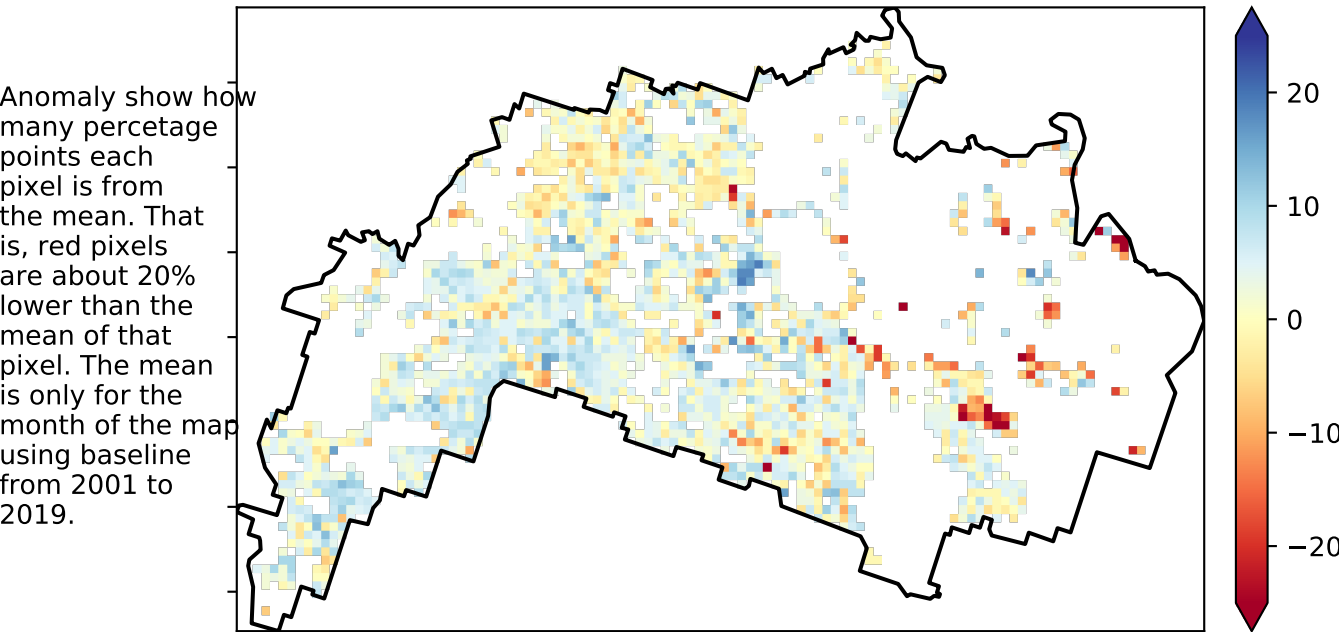 Anomaly show how
many percetage
points each
pixel is from
the mean. That
is, red pixels
are about 20%
lower than the
mean of that
pixel. The mean
is only for the
month of the map
using baseline
from 2001 to
2019.
20
10
0
−10
−20